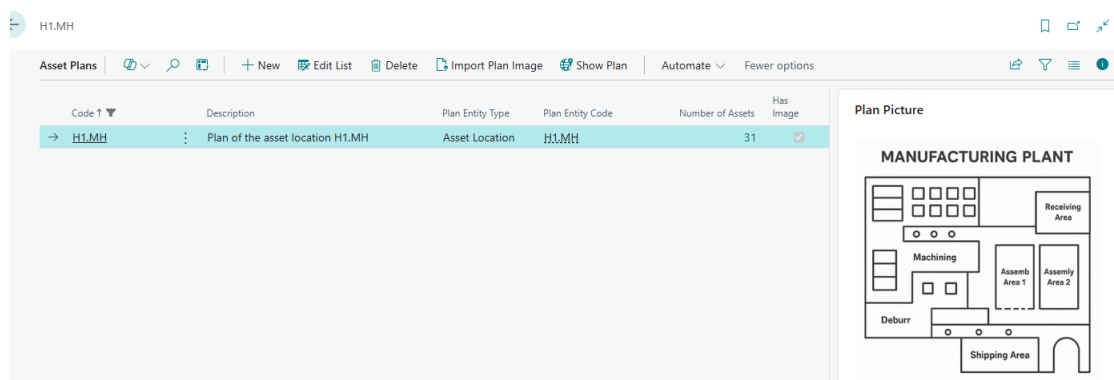 H1.MH
Asset Plans New Edit List Delete Import Plan Image Show Plan Automate Fewer options
Code ↑ Description Plan Entity Type Plan Entity Code Number of Assets Has Image
→ H1.MH Plan of the asset location H1.MH Asset Location H1.MH 31
Plan Picture
MANUFACTURING PLANT
Receiving
Area
Machining
Assemb
Area 1
Assemly
Area 2
Deburr
Shipping Area